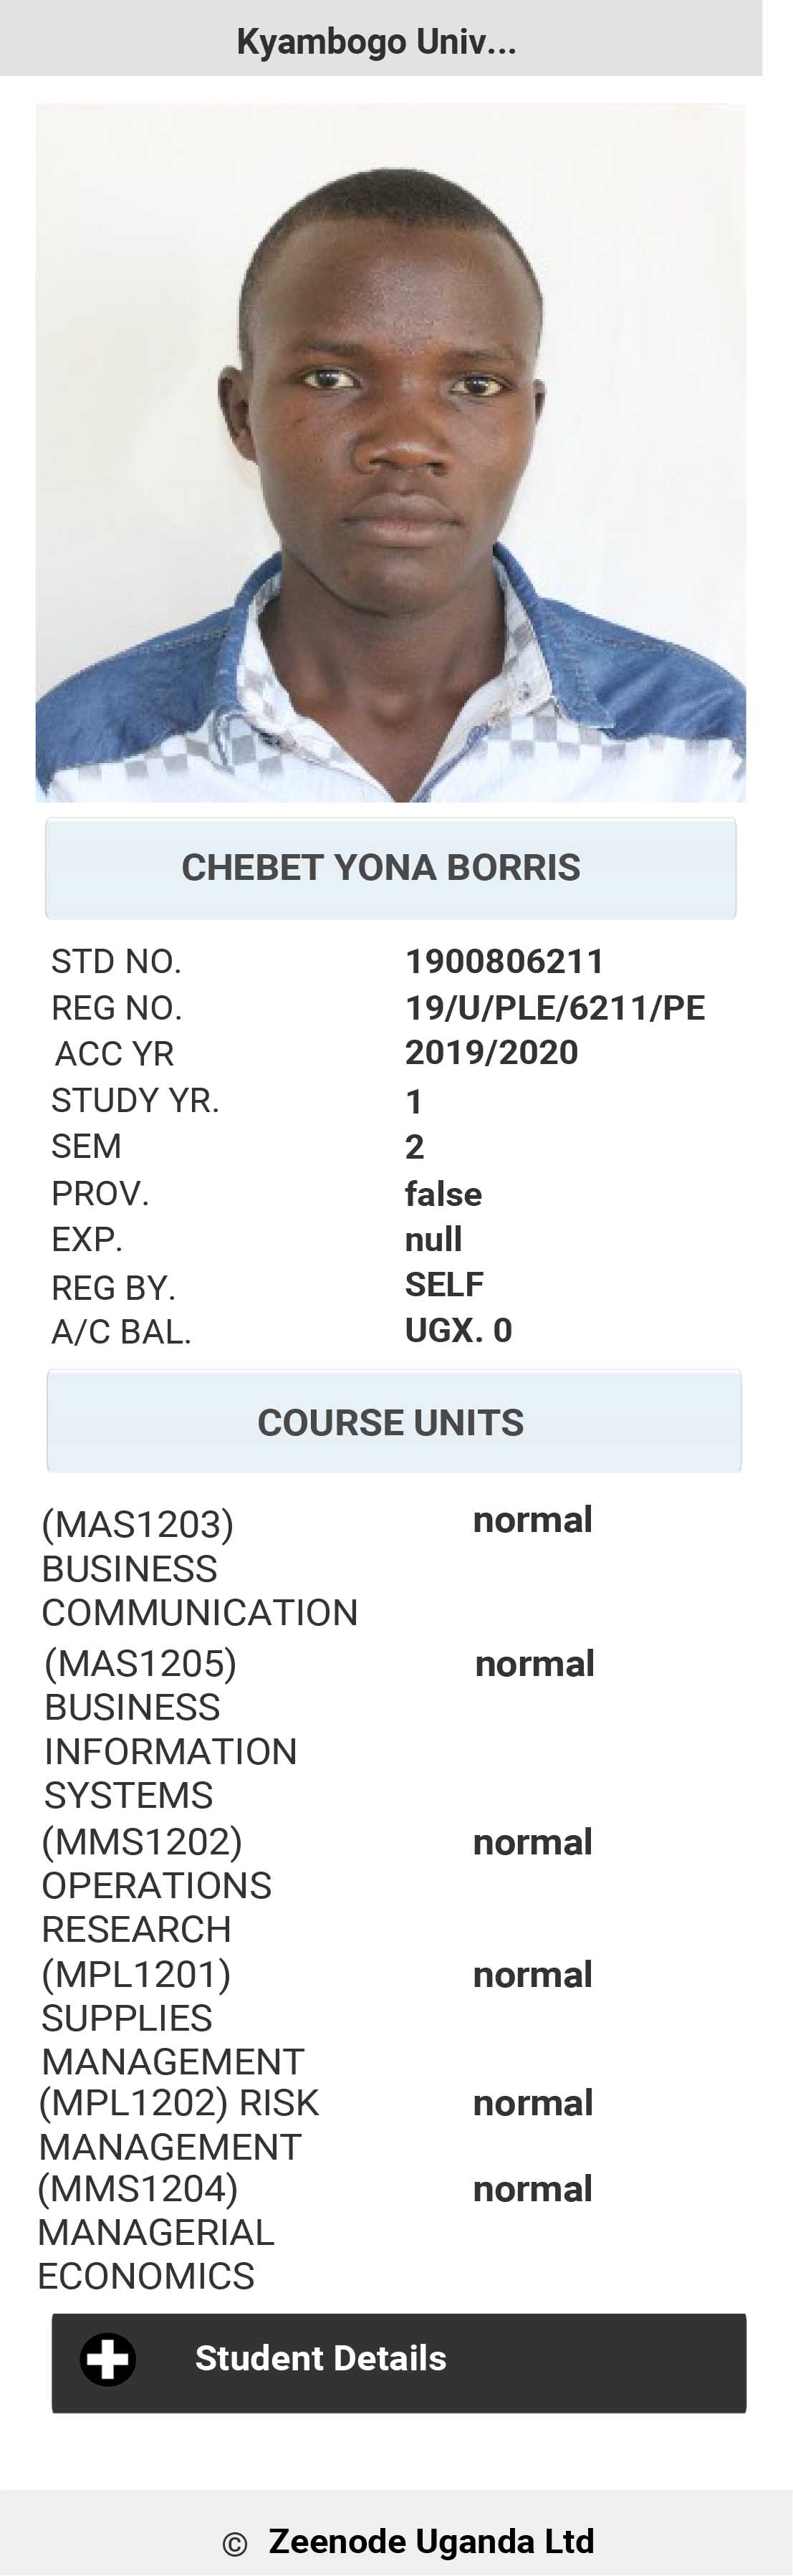 Kyambogo Univ...
CHEBET YONA BORRIS
STD NO. 1900806211
REG NO. 19/U/PLE/6211/PE
ACC YR 2019/2020
STUDY YR. 1
SEM 2
PROV. false
EXP. null
REG BY. SELF
A/C BAL. UGX. 0
COURSE UNITS
(MAS1203) normal
BUSINESS
COMMUNICATION
(MAS1205) normal
BUSINESS
INFORMATION
SYSTEMS
(MMS1202) normal
OPERATIONS
RESEARCH
(MPL1201) normal
SUPPLIES
MANAGEMENT
(MPL1202) RISK normal
MANAGEMENT
(MMS1204) normal
MANAGERIAL
ECONOMICS
Student Details
© Zeenode Uganda Ltd